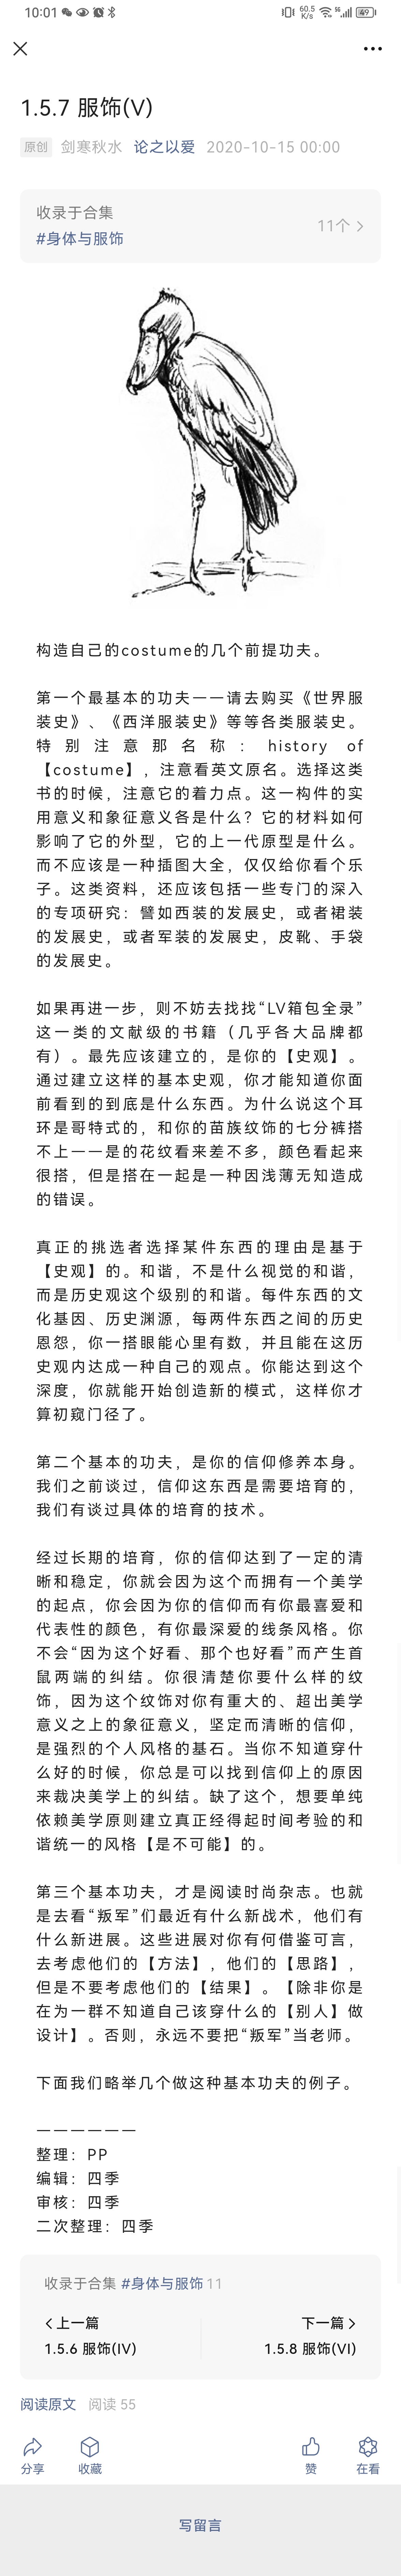 10:01
60.5
K/s
5G
49
1.5.7 服饰(V)
原创 剑寒秋水 论之以爱 2020-10-15 00:00
收录于合集
#身体与服饰
11个
构造自己的costume的几个前提功夫。
第一个最基本的功夫——请去购买《世界服
装史》、《西洋服装史》等等各类服装史。
特别注意那名称：history of
【costume】，注意看英文原名。选择这类
书的时候，注意它的着力点。这一构件的实
用意义和象征意义各是什么？它的材料如何
影响了它的外型，它的上一代原型是什么。
而不应该是一种插图大全，仅仅给你看个乐
子。这类资料，还应该包括一些专门的深入
的专项研究：譬如西装的发展史，或者裙装
的发展史，或者军装的发展史，皮靴、手袋
的发展史。
如果再进一步，则不妨去找找“LV箱包全录”
这一类的文献级的书籍（几乎各大品牌都
有）。最先应该建立的，是你的【史观】。
通过建立这样的基本史观，你才能知道你面
前看到的到底是什么东西。为什么说这个耳
环是哥特式的，和你的苗族纹饰的七分裤搭
不上——是的花纹看来差不多，颜色看起来
很搭，但是搭在一起是一种因浅薄无知造成
的错误。
真正的挑选者选择某件东西的理由是基于
【史观】的。和谐，不是什么视觉的和谐，
而是历史观这个级别的和谐。每件东西的文
化基因、历史渊源，每两件东西之间的历史
恩怨，你一搭眼能心里有数，并且能在这历
史观内达成一种自己的观点。你能达到这个
深度，你就能开始创造新的模式，这样你才
算初窥门径了。
第二个基本的功夫，是你的信仰修养本身。
我们之前谈过，信仰这东西是需要培育的，
我们有谈过具体的培育的技术。
经过长期的培育，你的信仰达到了一定的清
晰和稳定，你就会因为这个而拥有一个美学
的起点，你会因为你的信仰而有你最喜爱和
代表性的颜色，有你最深爱的线条风格。你
不会“因为这个好看、那个也好看”而产生首
鼠两端的纠结。你很清楚你要什么样的纹
饰，因为这个纹饰对你有重大的、超出美学
意义之上的象征意义，坚定而清晰的信仰，
是强烈的个人风格的基石。当你不知道穿什
么好的时候，你总是可以找到信仰上的原因
来裁决美学上的纠结。缺了这个，想要单纯
依赖美学原则建立真正经得起时间考验的和
谐统一的风格【是不可能】的。
第三个基本功夫，才是阅读时尚杂志。也就
是去看“叛军”们最近有什么新战术，他们有
什么新进展。这些进展对你有何借鉴可言，
去考虑他们的【方法】，他们的【思路】，
但是不要考虑他们的【结果】。【除非你是
在为一群不知道自己该穿什么的【别人】做
设计】。否则，永远不要把“叛军”当老师。
下面我们略举几个做这种基本功夫的例子。
——————
整理：PP
编辑：四季
审核：四季
二次整理：四季
收录于合集 #身体与服饰 11
上一篇 下一篇
1.5.6 服饰(IV) 1.5.8 服饰(VI)
阅读原文 阅读 55
分享 收藏 赞 在看
写留言